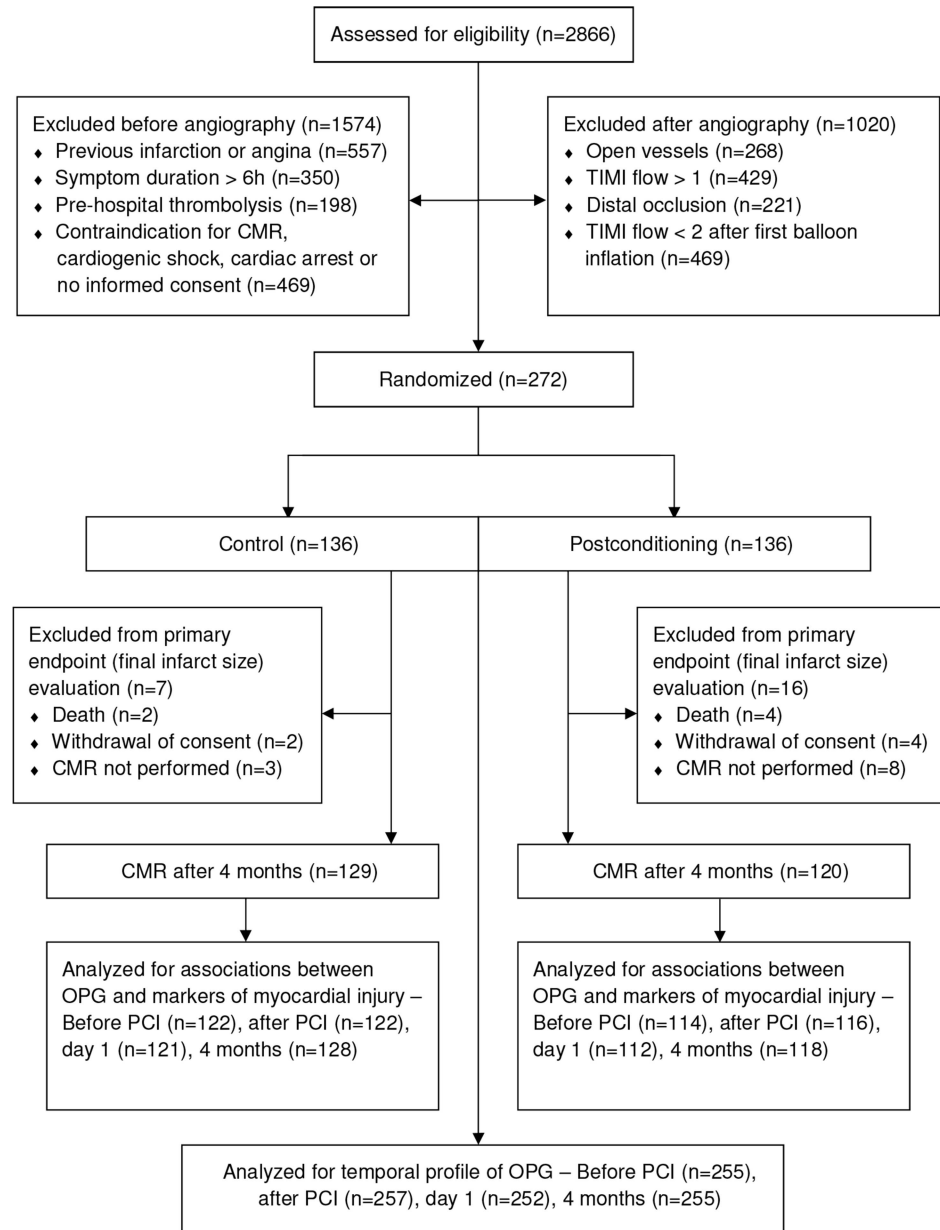 Assessed for eligibility (n=2866)
Excluded before angiography (n=1574)
♦ Previous infarction or angina (n=557)
♦ Symptom duration > 6h (n=350)
♦ Pre-hospital thrombolysis (n=198)
♦ Contraindication for CMR,
cardiogenic shock, cardiac arrest or
no informed consent (n=469)
Excluded after angiography (n=1020)
♦ Open vessels (n=268)
♦ TIMI flow > 1 (n=429)
♦ Distal occlusion (n=221)
♦ TIMI flow < 2 after first balloon
inflation (n=469)
Randomized (n=272)
Control (n=136)
Postconditioning (n=136)
Excluded from primary
endpoint (final infarct size)
evaluation (n=7)
♦ Death (n=2)
♦ Withdrawal of consent (n=2)
♦ CMR not performed (n=3)
Excluded from primary
endpoint (final infarct size)
evaluation (n=16)
♦ Death (n=4)
♦ Withdrawal of consent (n=4)
♦ CMR not performed (n=8)
CMR after 4 months (n=129)
CMR after 4 months (n=120)
Analyzed for associations between
OPG and markers of myocardial injury –
Before PCI (n=122), after PCI (n=122),
day 1 (n=121), 4 months (n=128)
Analyzed for associations between
OPG and markers of myocardial injury –
Before PCI (n=114), after PCI (n=116),
day 1 (n=112), 4 months (n=118)
Analyzed for temporal profile of OPG – Before PCI (n=255),
after PCI (n=257), day 1 (n=252), 4 months (n=255)